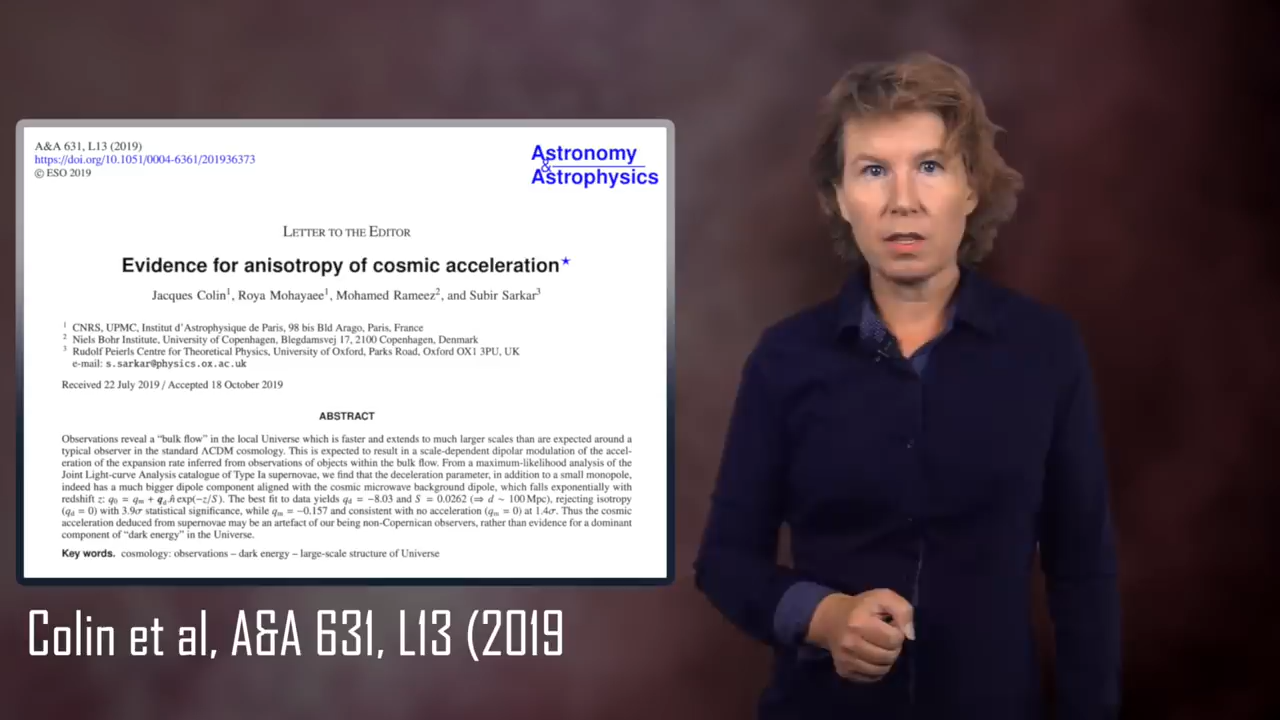 A&A 631, L13 (2019)
https://doi.org/10.1051/0004-6361/201936373
© ESO 2019
Astronomy
&
Astrophysics
LETTER TO THE EDITOR
Evidence for anisotropy of cosmic acceleration★
Jacques Colin1, Roya Mohayaee1, Mohamed Rameez2, and Subir Sarkar3
1 CNRS, UPMC, Institut d'Astrophysique de Paris, 98 bis Bld Arago, Paris, France
2 Niels Bohr Institute, University of Copenhagen, Blegdamsvej 17, 2100 Copenhagen, Denmark
3 Rudolf Peierls Centre for Theoretical Physics, University of Oxford, Parks Road, Oxford OX1 3PU, UK
e-mail: s.sarkar@physics.ox.ac.uk
Received 22 July 2019 / Accepted 18 October 2019
ABSTRACT
Observations reveal a "bulk flow" in the local Universe which is faster and extends to much larger scales than are expected around a
typical observer in the standard ΛCDM cosmology. This is expected to result in a scale-dependent dipolar modulation of the accel-
eration of the expansion rate inferred from observations of objects within the bulk flow. From a maximum-likelihood analysis of the
Joint Light-curve Analysis catalogue of Type Ia supernovae, we find that the deceleration parameter, in addition to a small monopole,
indeed has a much bigger dipole component aligned with the cosmic microwave background dipole, which falls exponentially with
redshift z: q0 = qm + qd.n̂ exp(−z/S). The best fit to data yields qd = −8.03 and S = 0.0262 (⇒ d ∼ 100 Mpc), rejecting isotropy
(qd = 0) with 3.9σ statistical significance, while qm = −0.157 and consistent with no acceleration (qm = 0) at 1.4σ. Thus the cosmic
acceleration deduced from supernovae may be an artefact of our being non-Copernican observers, rather than evidence for a dominant
component of "dark energy" in the Universe.
Key words. cosmology: observations – dark energy – large-scale structure of Universe
Colin et al, A&A 631, L13 (2019